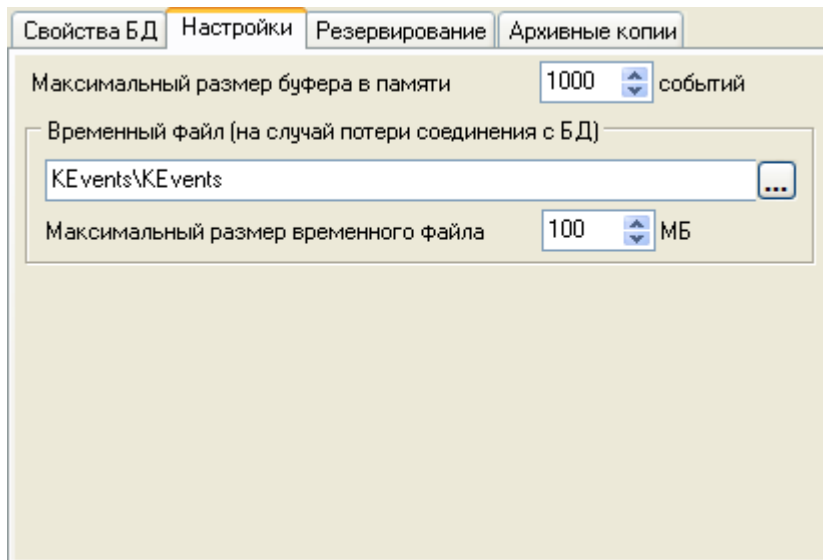 Свойства БД Настройки Резервирование Архивные копии
Максимальный размер буфера в памяти 1000 событий
Временный файл (на случай потери соединения с БД)
KEvents\KEvents ...
Максимальный размер временного файла 100 МБ